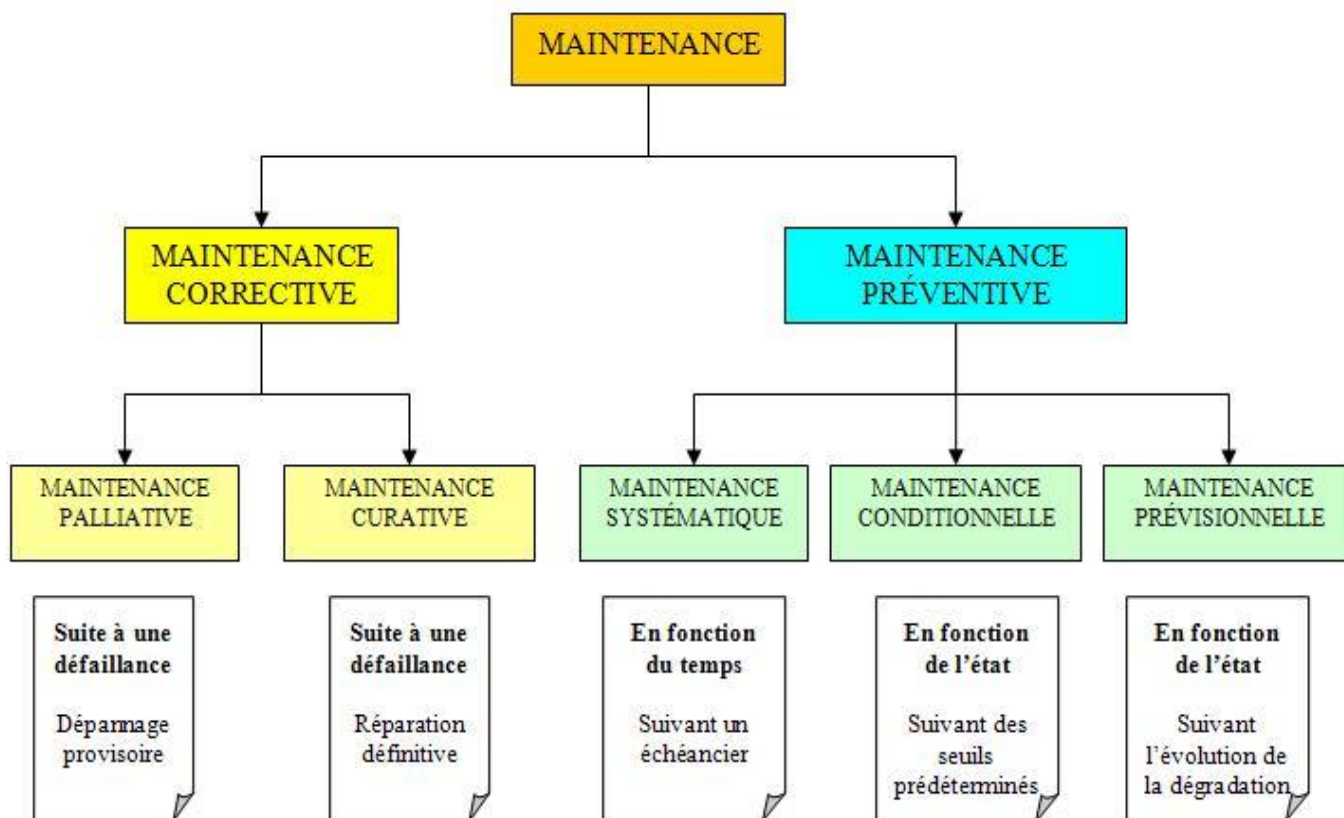 MAINTENANCE
MAINTENANCE
CORRECTIVE
MAINTENANCE
PRÉVENTIVE
MAINTENANCE
PALLIATIVE
MAINTENANCE
CURATIVE
MAINTENANCE
SYSTÉMATIQUE
MAINTENANCE
CONDITIONNELLE
MAINTENANCE
PRÉVISIONNELLE
Suite à une
défaillance
Dépannage
provisoire
Suite à une
défaillance
Réparation
définitive
En fonction
du temps
Suivant un
échéancier
En fonction
de l'état
Suivant des
seuils
prédéterminés
En fonction
de l'état
Suivant
l'évolution de
la dégradation